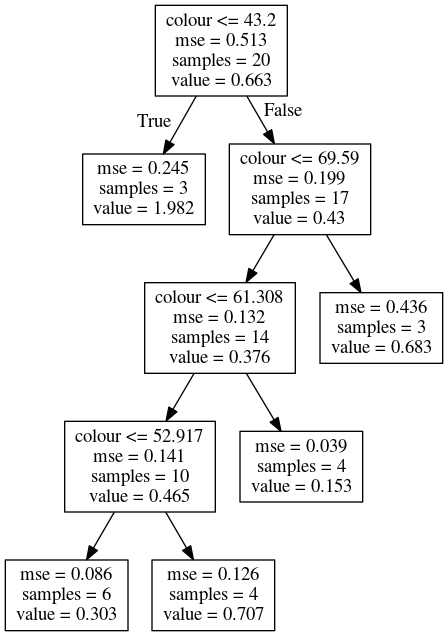 colour <= 43.2
mse = 0.513
samples = 20
value = 0.663
True
False
mse = 0.245
samples = 3
value = 1.982
colour <= 69.59
mse = 0.199
samples = 17
value = 0.43
colour <= 61.308
mse = 0.132
samples = 14
value = 0.376
mse = 0.436
samples = 3
value = 0.683
colour <= 52.917
mse = 0.141
samples = 10
value = 0.465
mse = 0.039
samples = 4
value = 0.153
mse = 0.086
samples = 6
value = 0.303
mse = 0.126
samples = 4
value = 0.707